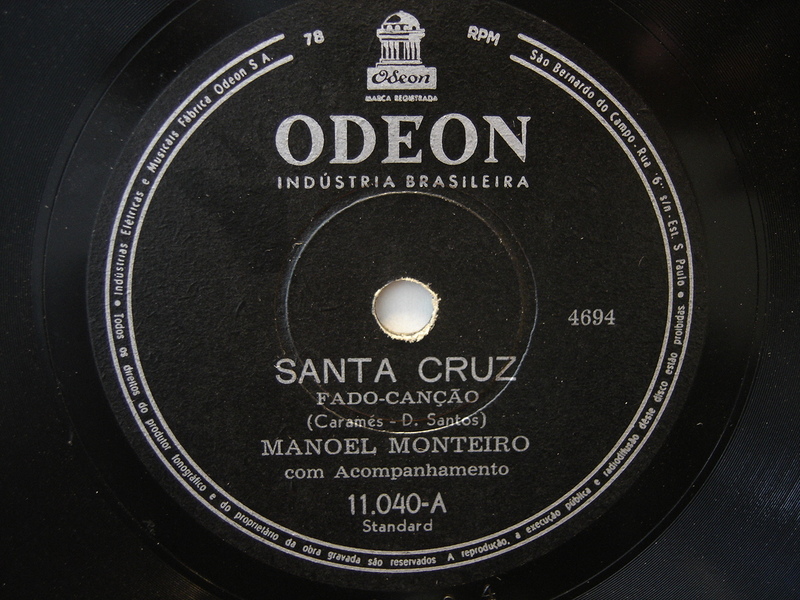 78 RPM
Odeon
MARCA REGISTRADA
ODEON
INDÚSTRIA BRASILEIRA
4694
SANTA CRUZ
FADO-CANÇÃO
(Caramés - D. Santos)
MANOEL MONTEIRO
com Acompanhamento
11.040-A
Standard
Indústrias Elétricas e Musicais Fábrica Odeon S A.
São Bernardo do Campo - Rua "6" s/n - Est. S Paulo
Todos os direitos do produtor fonográfico e do proprietário da obra gravada são reservados A reprodução, a execução pública e radiodifusão dêste disco estão proibidas